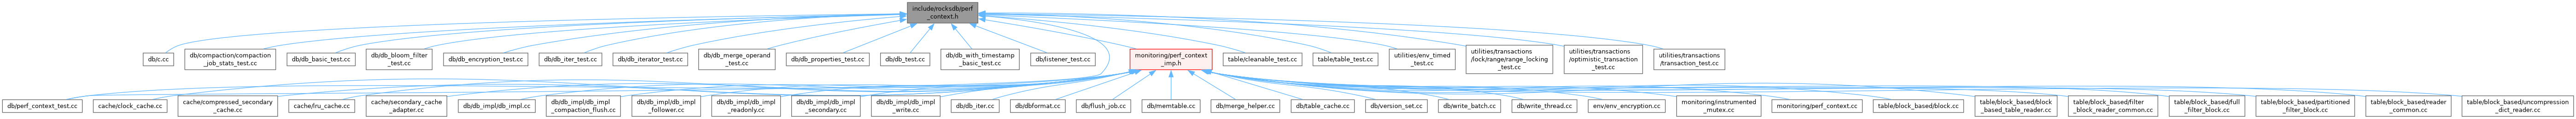 include/rocksdb/perf
_context.h
db/c.cc
db/compaction/compaction
_job_stats_test.cc
db/db_basic_test.cc
db/db_bloom_filter
_test.cc
db/db_encryption_test.cc
db/db_iter_test.cc
db/db_iterator_test.cc
db/db_merge_operand
_test.cc
db/db_properties_test.cc
db/db_test.cc
db/db_with_timestamp
_basic_test.cc
db/listener_test.cc
monitoring/perf_context
_imp.h
table/cleanable_test.cc
table/table_test.cc
utilities/env_timed
_test.cc
utilities/transactions
/lock/range/range_locking
_test.cc
utilities/transactions
/optimistic_transaction
_test.cc
utilities/transactions
/transaction_test.cc
db/perf_context_test.cc
cache/clock_cache.cc
cache/compressed_secondary
_cache.cc
cache/lru_cache.cc
cache/secondary_cache
_adapter.cc
db/db_impl/db_impl.cc
db/db_impl/db_impl
_compaction_flush.cc
db/db_impl/db_impl
_follower.cc
db/db_impl/db_impl
_readonly.cc
db/db_impl/db_impl
_secondary.cc
db/db_impl/db_impl
_write.cc
db/db_iter.cc
db/dbformat.cc
db/flush_job.cc
db/memtable.cc
db/merge_helper.cc
db/table_cache.cc
db/version_set.cc
db/write_batch.cc
db/write_thread.cc
env/env_encryption.cc
monitoring/instrumented
_mutex.cc
monitoring/perf_context.cc
table/block_based/block.cc
table/block_based/block
_based_table_reader.cc
table/block_based/filter
_block_reader_common.cc
table/block_based/full
_filter_block.cc
table/block_based/partitioned
_filter_block.cc
table/block_based/reader
_common.cc
table/block_based/uncompression
_dict_reader.cc